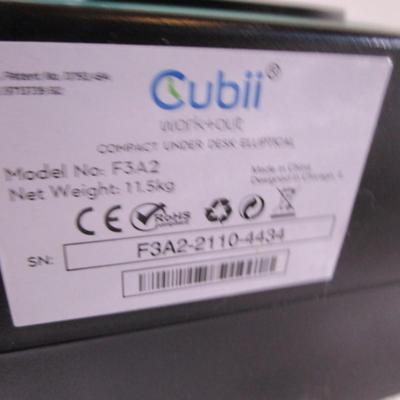 Cubii®
work+out
COMPACT UNDER DESK ELLIPTICAL
Model No: F3A2
Net Weight: 11.5kg
Made in China
Designed in Chicago, IL
CE
RoHS
compliant
SN: F3A2-2110-4434